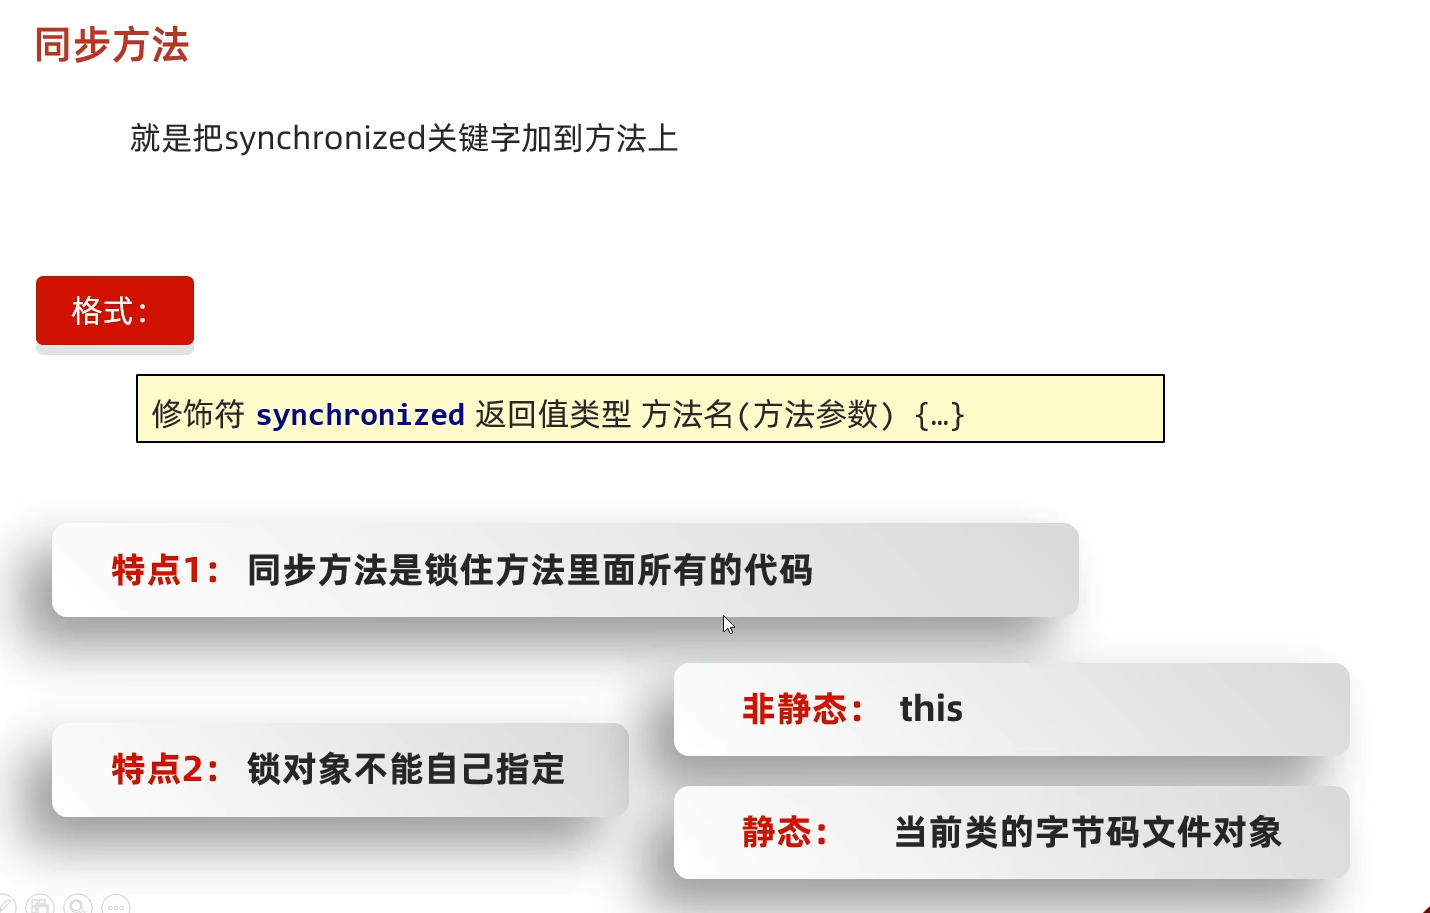 同步方法
就是把synchronized关键字加到方法上
格式：
修饰符 synchronized 返回值类型 方法名(方法参数) {…}
特点1： 同步方法是锁住方法里面所有的代码
特点2： 锁对象不能自己指定
非静态： this
静态： 当前类的字节码文件对象